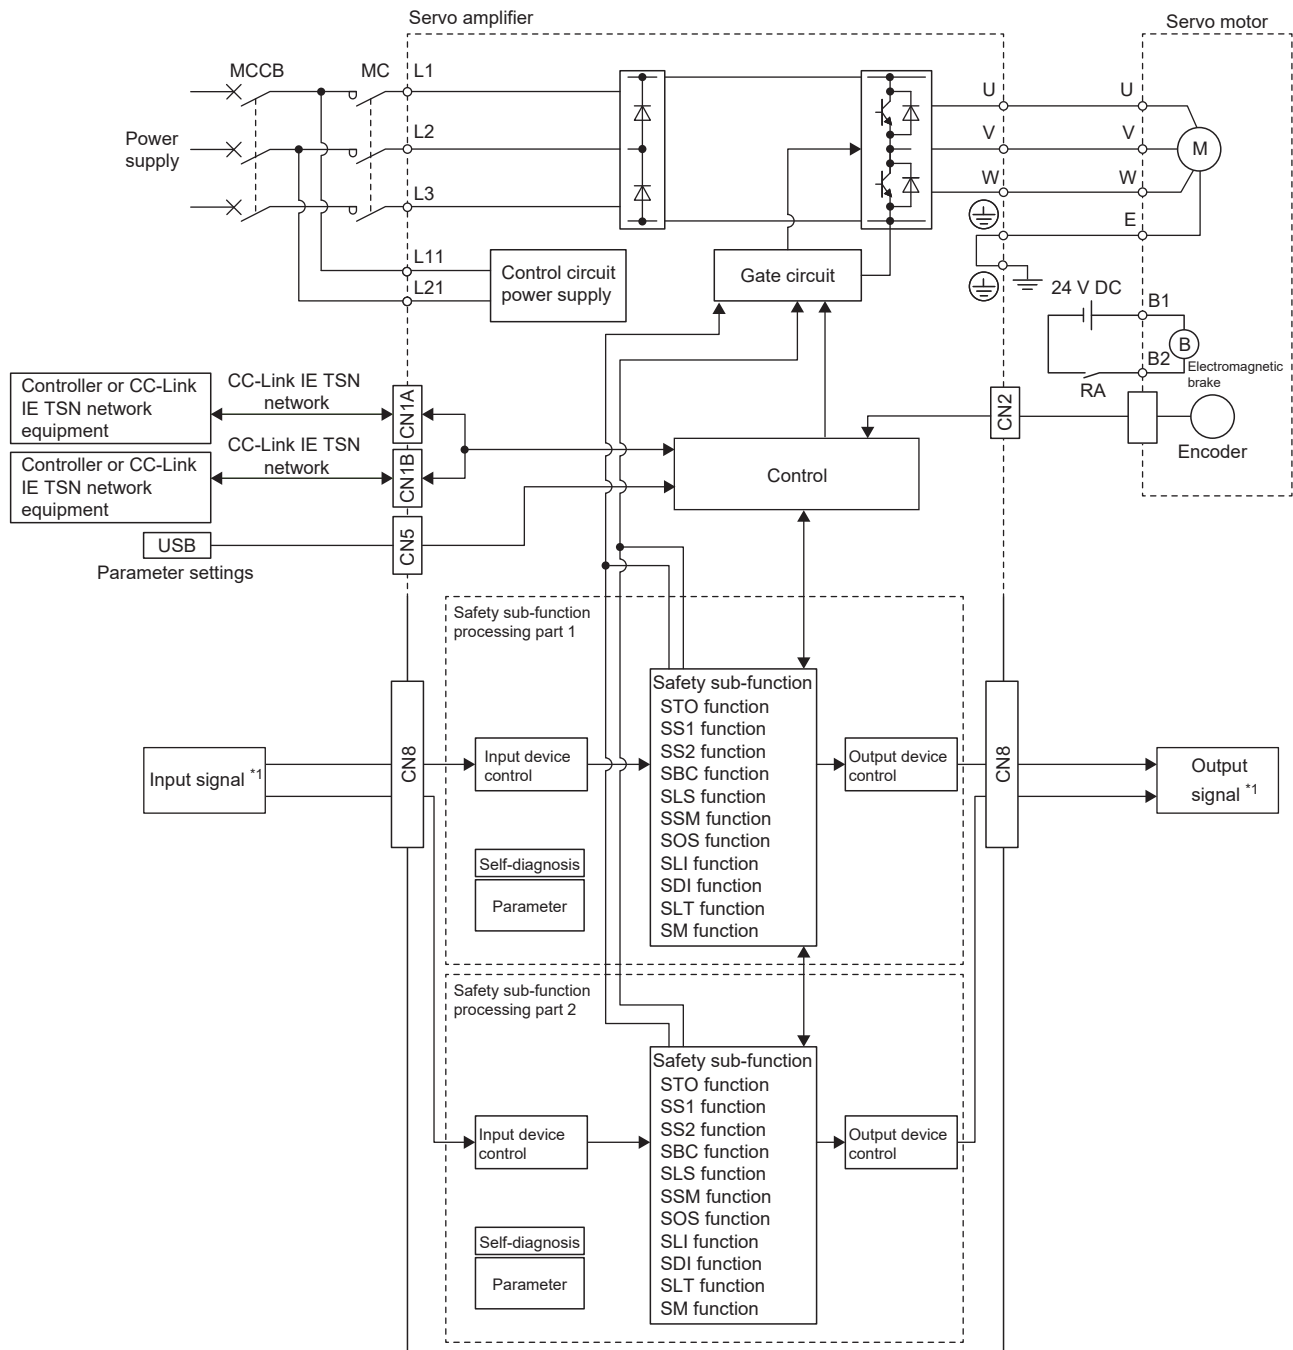 Servo amplifier
Servo motor
MCCB
MC
L1
L2
L3
Power
supply
U
V
W
U
V
W
E
M
L11
L21
Control circuit
power supply
Gate circuit
24 V DC
B1
B
B2
RA
Electromagnetic
brake
Controller or CC-Link
IE TSN network
equipment
CC-Link IE TSN
network
CN1A
CN2
Encoder
Controller or CC-Link
IE TSN network
equipment
CC-Link IE TSN
network
CN1B
Control
USB
CN5
Parameter settings
Safety sub-function
processing part 1
Input signal *1
CN8
Input device
control
Safety sub-function
STO function
SS1 function
SS2 function
SBC function
SLS function
SSM function
SOS function
SLI function
SDI function
SLT function
SM function
Output device
control
CN8
Output
signal *1
Self-diagnosis
Parameter
Safety sub-function
processing part 2
Input device
control
Safety sub-function
STO function
SS1 function
SS2 function
SBC function
SLS function
SSM function
SOS function
SLI function
SDI function
SLT function
SM function
Output device
control
Self-diagnosis
Parameter